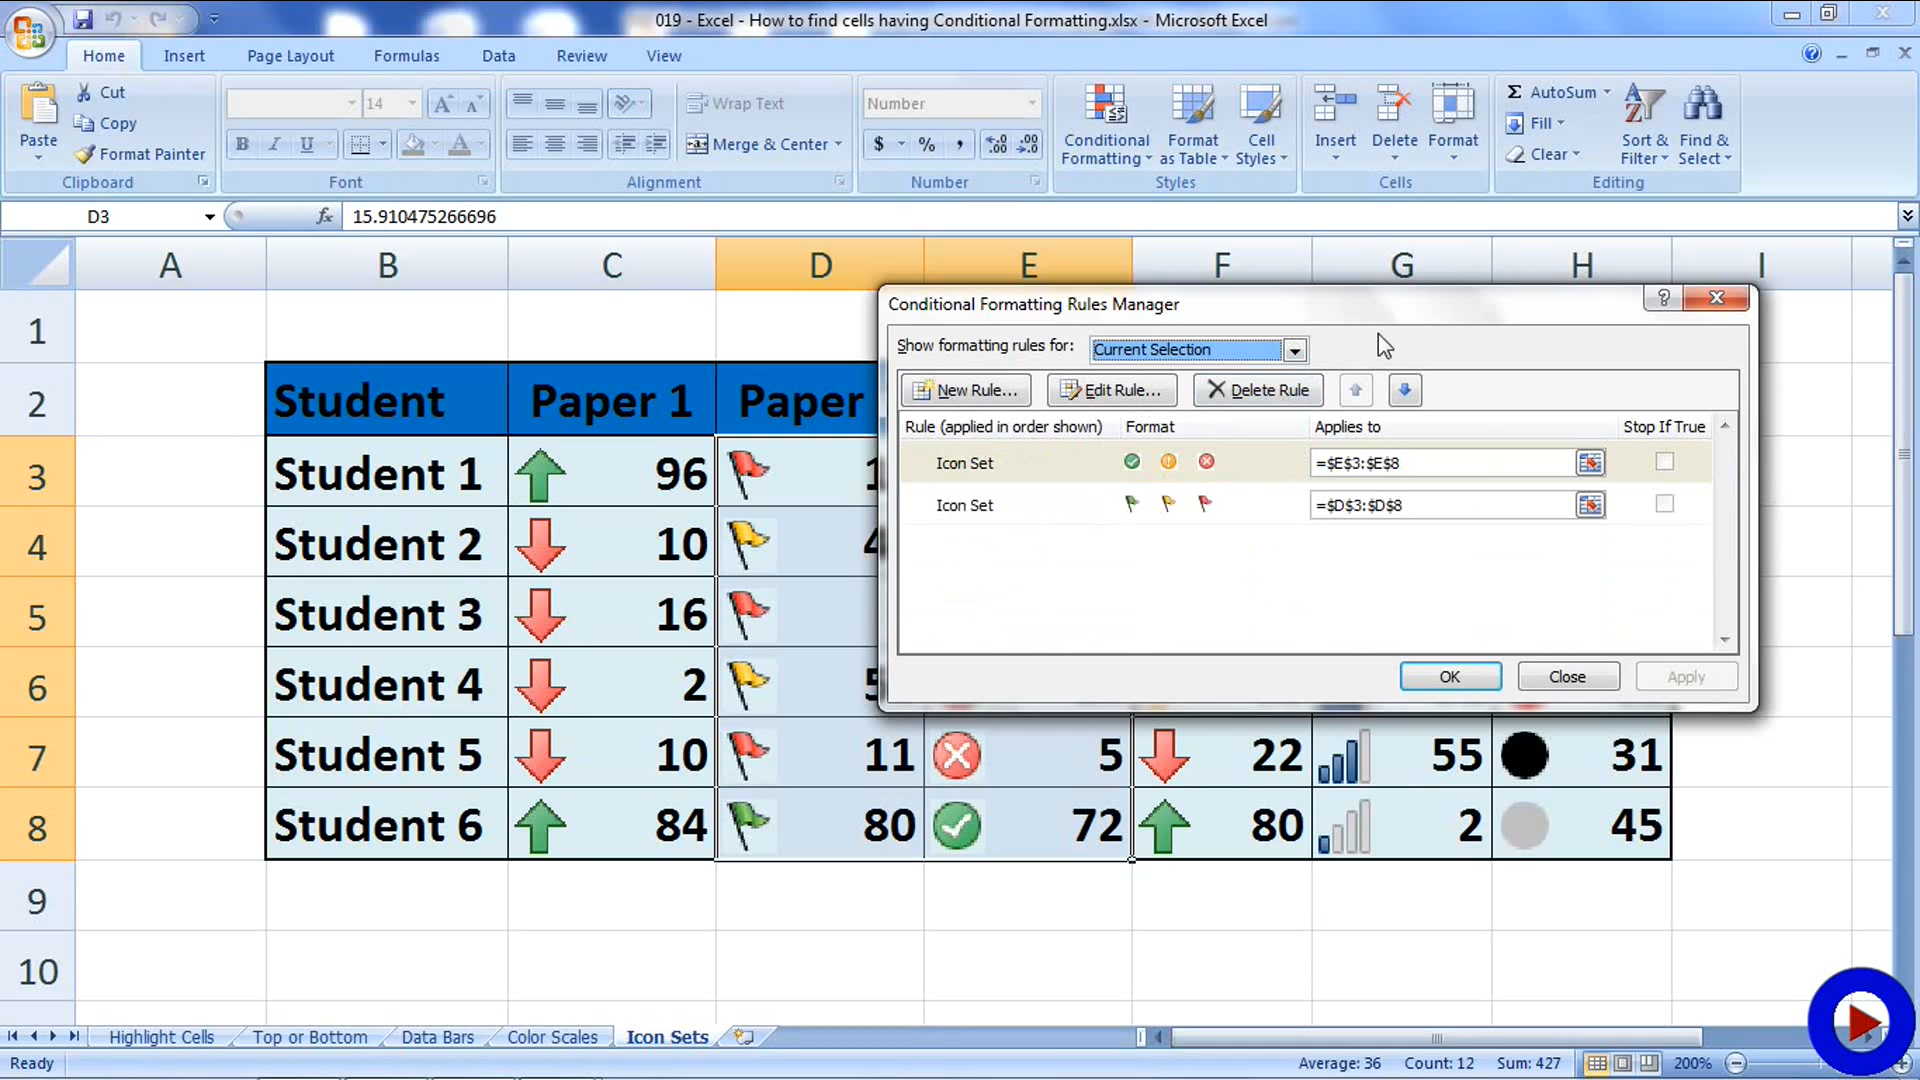 019 - Excel - How to find cells having Conditional Formatting.xlsx - Microsoft Excel
Home Insert Page Layout Formulas Data Review View
Cut
Copy
Format Painter
Paste
Clipboard
14
B I U
Font
Wrap Text
Merge & Center
Alignment
Number
$ % ,
Number
Conditional Formatting
Format as Table
Cell Styles
Styles
Insert Delete Format
Cells
Σ AutoSum
Fill
Clear
Sort & Filter
Find & Select
Editing
D3 fx 15.910475266696
A B C D E F G H I
Conditional Formatting Rules Manager
Show formatting rules for: Current Selection
New Rule... Edit Rule... Delete Rule
Rule (applied in order shown) Format Applies to Stop If True
Icon Set =$E$3:$E$8
Icon Set =$D$3:$D$8
OK Close Apply
1
2 Student Paper 1 Paper
3 Student 1 96 1
4 Student 2 10 4
5 Student 3 16
6 Student 4 2 5
7 Student 5 10 11 5 22 55 31
8 Student 6 84 80 72 80 2 45
9
10
Highlight Cells Top or Bottom Data Bars Color Scales Icon Sets
Ready Average: 36 Count: 12 Sum: 427 200%